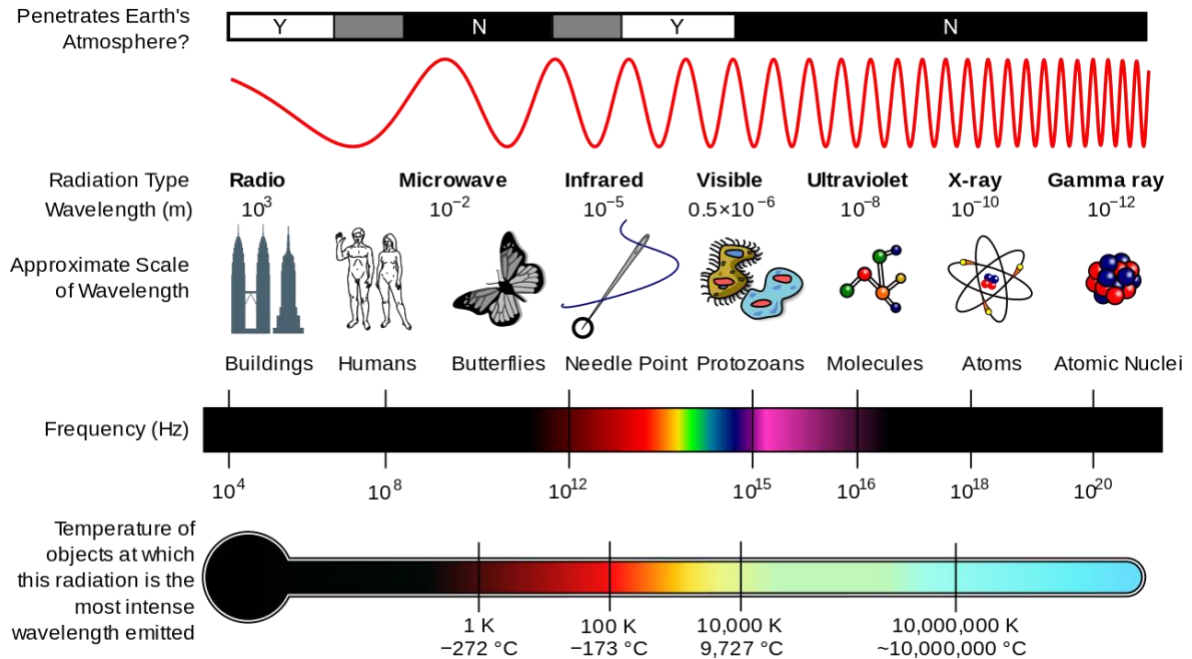 Penetrates Earth's
Atmosphere?
Y N Y N
Radiation Type
Radio Microwave Infrared Visible Ultraviolet X-ray Gamma ray
Wavelength (m)
10³ 10⁻² 10⁻⁵ 0.5×10⁻⁶ 10⁻⁸ 10⁻¹⁰ 10⁻¹²
Approximate Scale
of Wavelength
Buildings Humans Butterflies Needle Point Protozoans Molecules Atoms Atomic Nuclei
Frequency (Hz)
10⁴ 10⁸ 10¹² 10¹⁵ 10¹⁶ 10¹⁸ 10²⁰
Temperature of
objects at which
this radiation is the
most intense
wavelength emitted
1 K 100 K 10,000 K 10,000,000 K
−272 °C −173 °C 9,727 °C ~10,000,000 °C